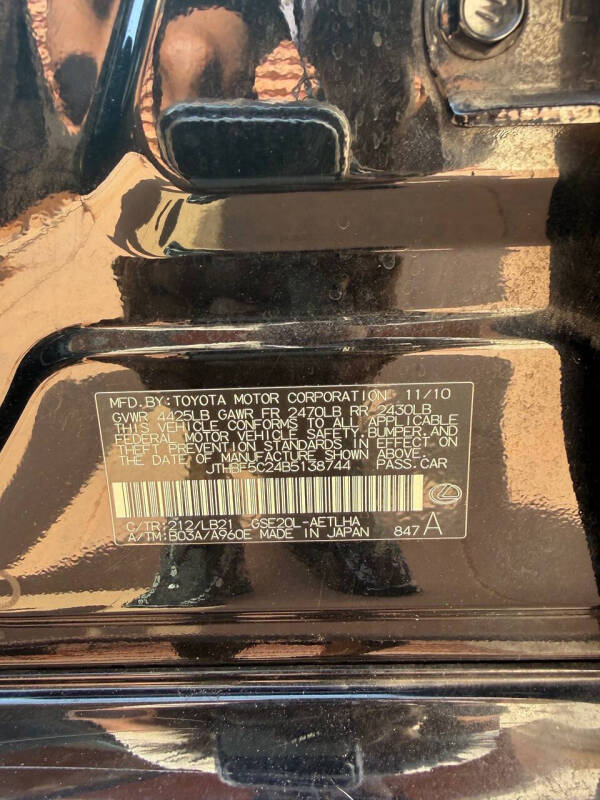 MFD.BY:TOYOTA MOTOR CORPORATION 11/10
GVWR 4425LB GAWR FR 2470LB RR 2430LB
THIS VEHICLE CONFORMS TO ALL APPLICABLE
FEDERAL MOTOR VEHICLE SAFETY,BUMPER,AND
THEFT PREVENTION STANDARDS IN EFFECT ON
THE DATE OF MANUFACTURE SHOWN ABOVE.
JTHBF5C24B5138744 PASS.CAR
C/TR:212/LB21 GSE20L-AETLHA
A/TM:B03A/A960E MADE IN JAPAN 847A